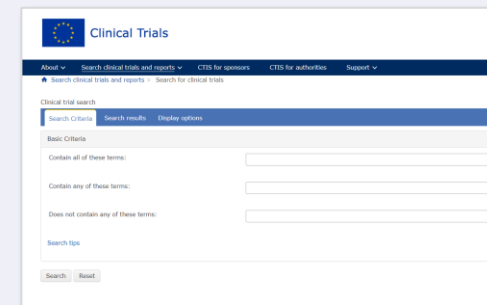 Clinical Trials
About Search clinical trials and reports CTIS for sponsors CTIS for authorities Support
Search clinical trials and reports > Search for clinical trials
Clinical trial search
Search Criteria Search results Display options
Basic Criteria
Contain all of these terms:
Contain any of these terms:
Does not contain any of these terms:
Search tips
Search Reset